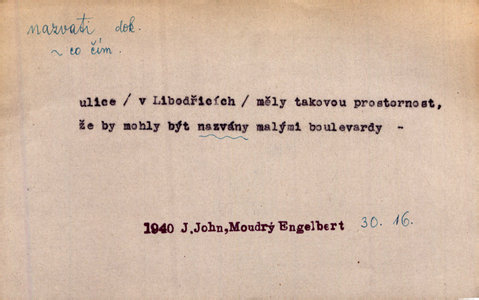 nazvati dok.
~ co čím.
ulice / v Libodřicích / měly takovou prostornost,
že by mohly být nazvány malými boulevardy -
1940 J.John,Moudrý Engelbert 30. 16.